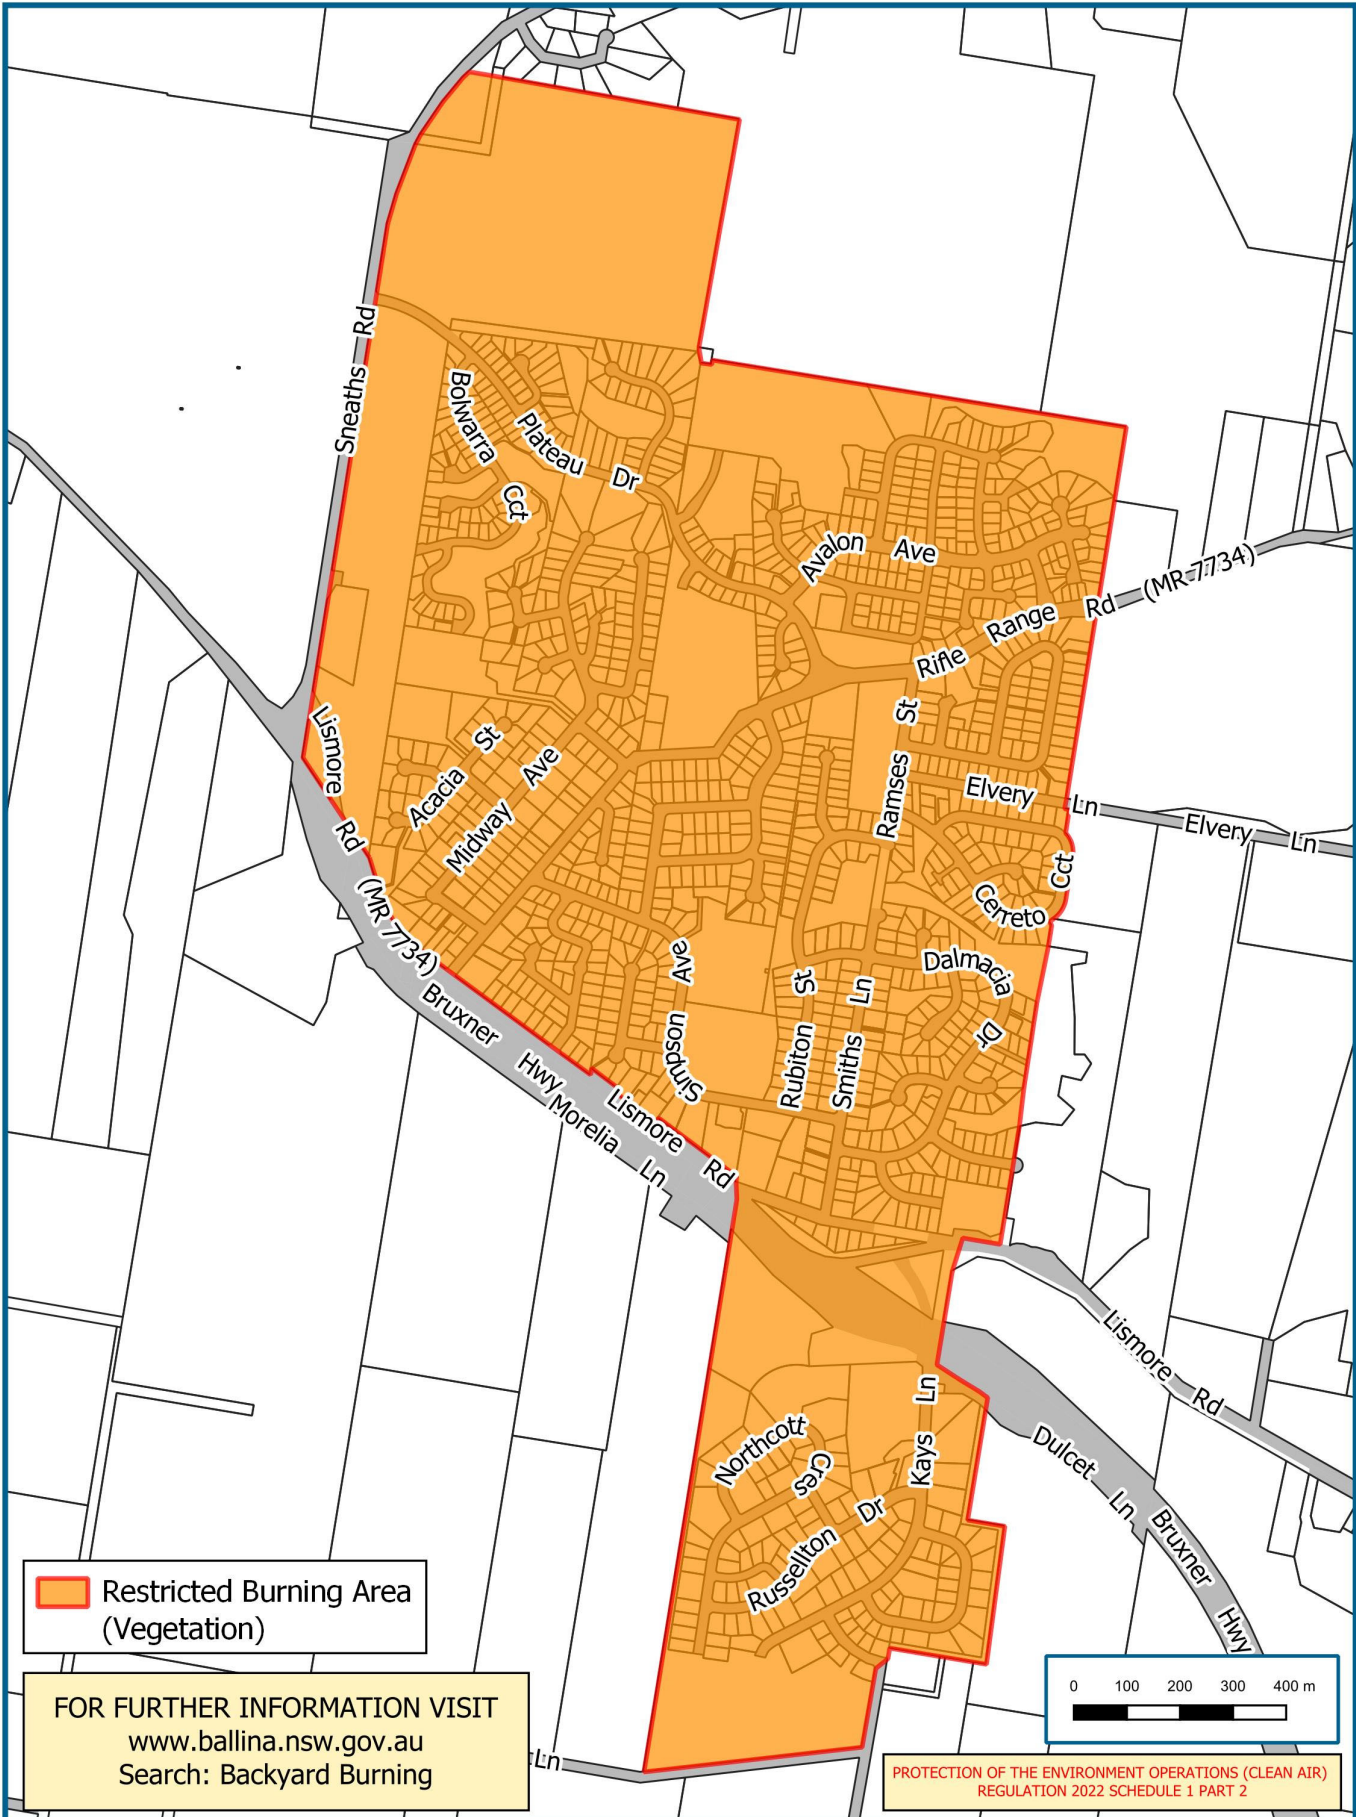 Sneaths Rd
Bolwarra Cct
Plateau Dr
Avalon Ave
Rifle Range Rd (MR 7734)
Lismore Rd (MR 7734)
Acacia St
Midway Ave
Ramses St
Elvery Ln
Elvery Ln
Cerreto Cct
Dalmacia Dr
Simpson Ave
Rubiton St
Smiths Ln
Bruxner Hwy
Morelia Ln
Lismore Rd
Lismore Rd
Northcott Cres
Russellton Dr
Kays Ln
Dulcet Ln
Bruxner Hwy
Ln
Restricted Burning Area
(Vegetation)
FOR FURTHER INFORMATION VISIT
www.ballina.nsw.gov.au
Search: Backyard Burning
0 100 200 300 400 m
PROTECTION OF THE ENVIRONMENT OPERATIONS (CLEAN AIR)
REGULATION 2022 SCHEDULE 1 PART 2